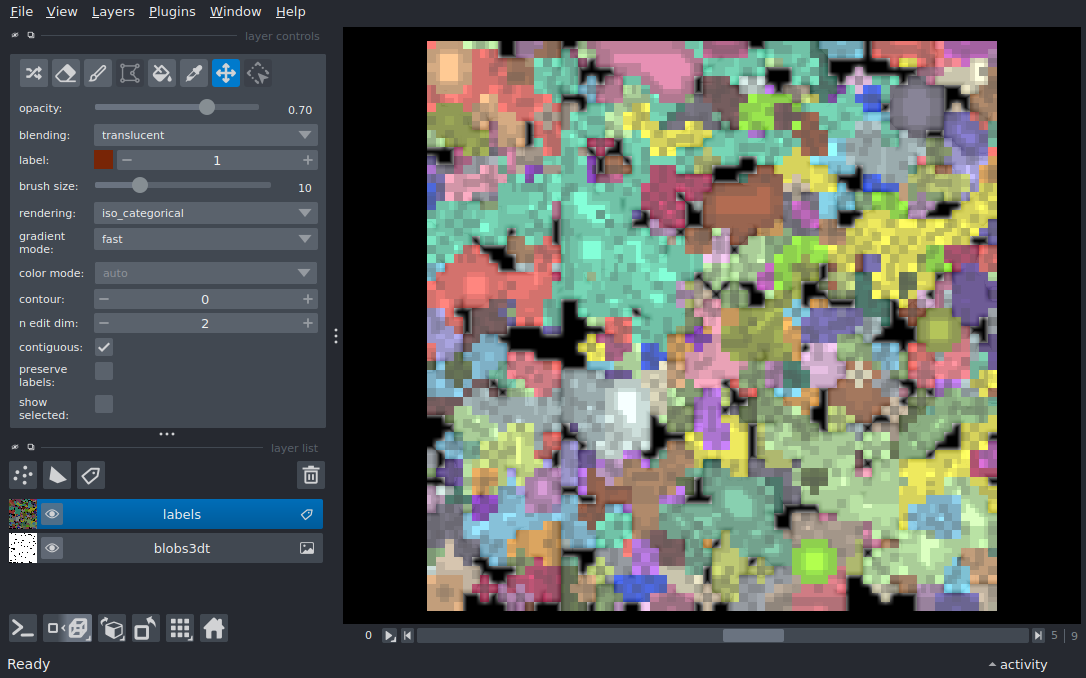 File View Layers Plugins Window Help
layer controls
opacity: 0.70
blending: translucent
label: 1
brush size: 10
rendering: iso_categorical
gradient
mode: fast
color mode: auto
contour: 0
n edit dim: 2
contiguous:
preserve
labels:
show
selected:
layer list
labels
blobs3dt
0 5 9
Ready activity